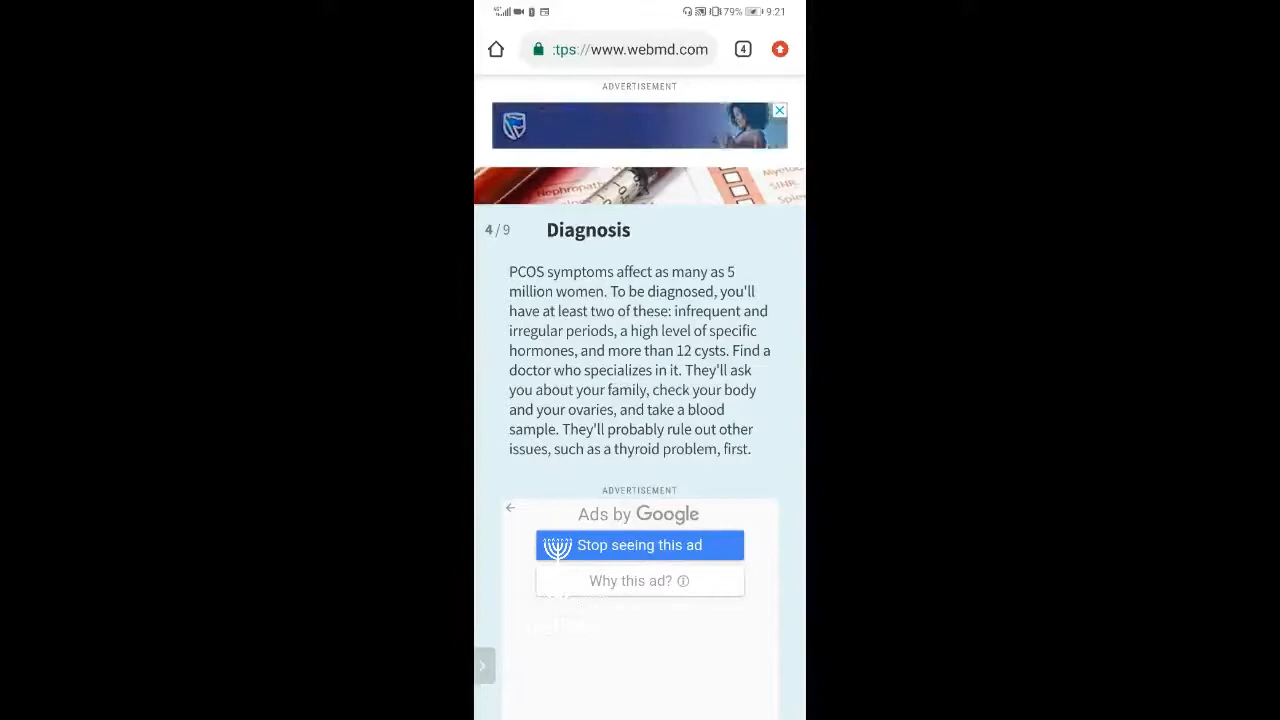 79% 9:21
:tps://www.webmd.com 4
ADVERTISEMENT
Nephropath
Myelo
SINR
Sple
4 / 9 Diagnosis
PCOS symptoms affect as many as 5
million women. To be diagnosed, you'll
have at least two of these: infrequent and
irregular periods, a high level of specific
hormones, and more than 12 cysts. Find a
doctor who specializes in it. They'll ask
you about your family, check your body
and your ovaries, and take a blood
sample. They'll probably rule out other
issues, such as a thyroid problem, first.
ADVERTISEMENT
Ads by Google
Stop seeing this ad
Why this ad?